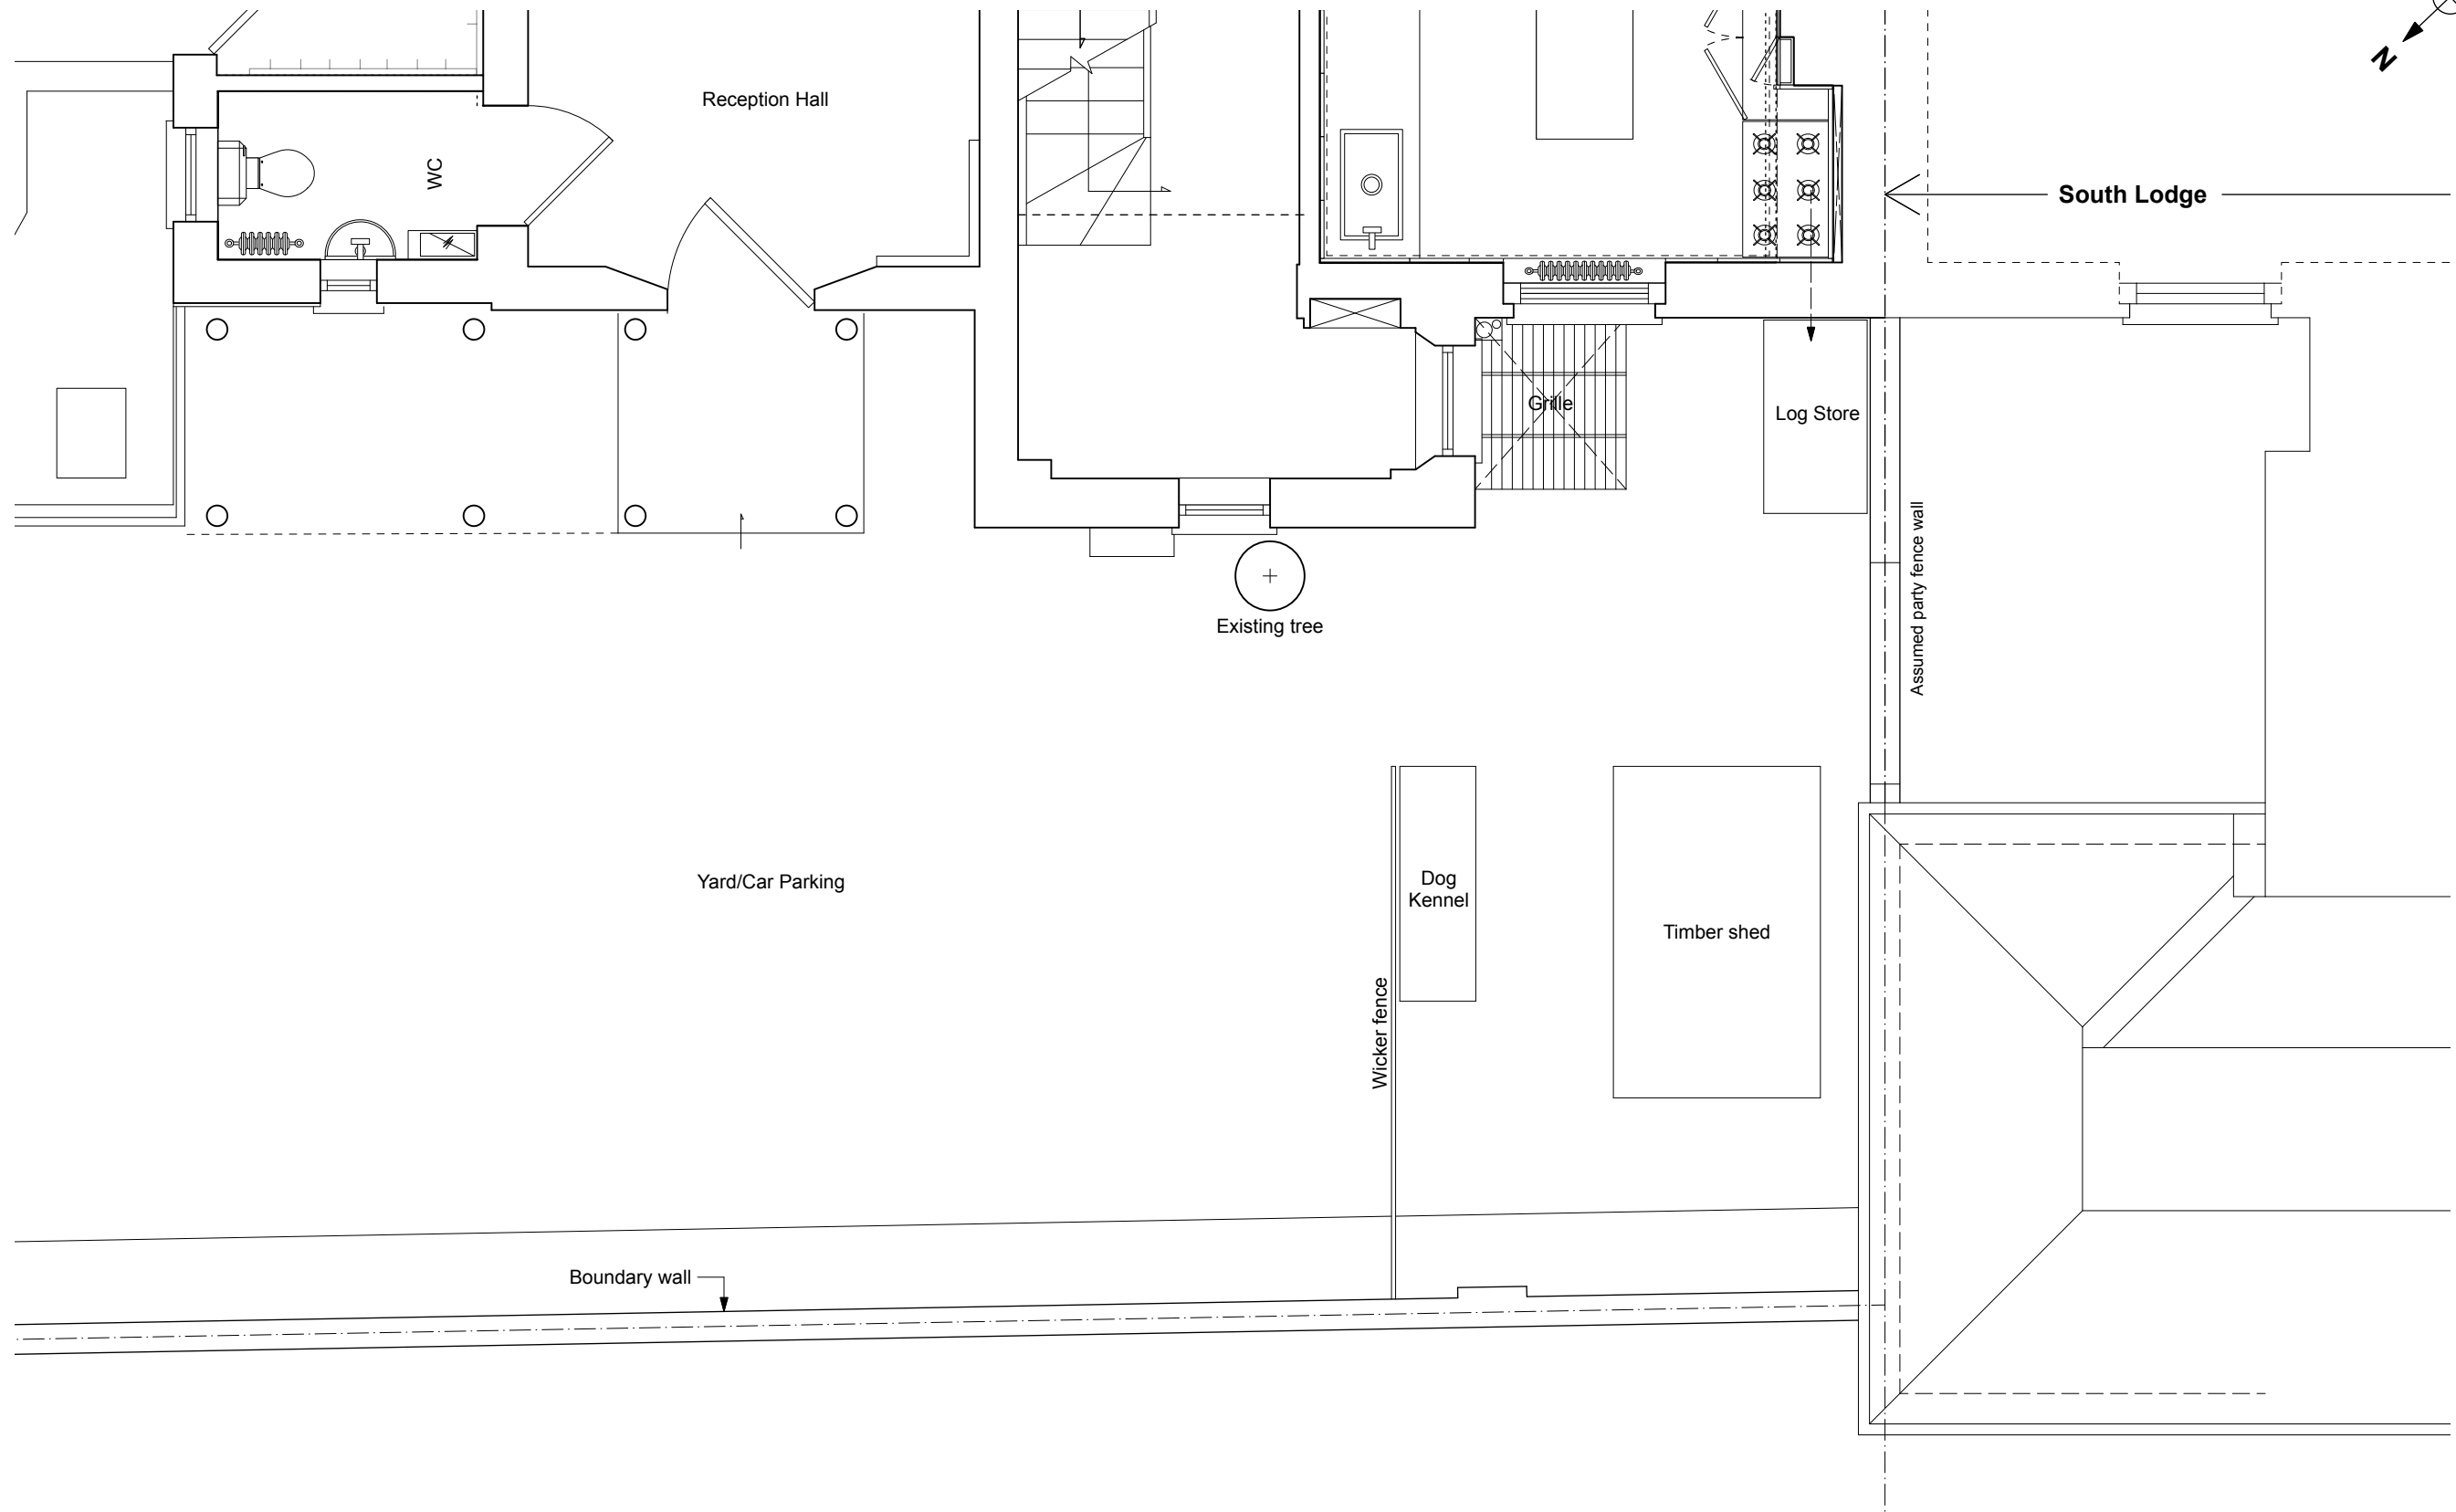 N
Reception Hall
WC
South Lodge
Grille
Log Store
Assumed party fence wall
Existing tree
Yard/Car Parking
Dog
Kennel
Timber shed
Wicker fence
Boundary wall